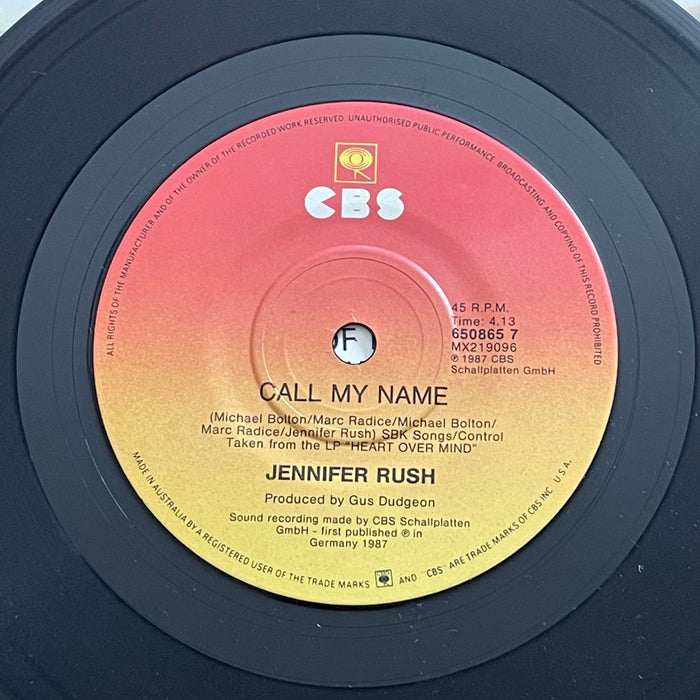 ALL RIGHTS OF THE MANUFACTURER AND OF THE OWNER OF THE RECORDED WORK RESERVED. UNAUTHORISED PUBLIC PERFORMANCE, BROADCASTING AND COPYING OF THIS RECORD PROHIBITED
CBS
45 R.P.M.
Time: 4.13
650865 7
MX219096
℗ 1987 CBS
Schallplatten GmbH
OF
CALL MY NAME
(Michael Bolton/Marc Radice/Michael Bolton/
Marc Radice/Jennifer Rush) SBK Songs/Control
Taken from the LP "HEART OVER MIND"
JENNIFER RUSH
Produced by Gus Dudgeon
Sound recording made by CBS Schallplatten
GmbH - first published ℗ in
Germany 1987
MADE IN AUSTRALIA BY A REGISTERED USER OF THE TRADE MARKS AND "CBS" ARE TRADE MARKS OF CBS INC. U.S.A.